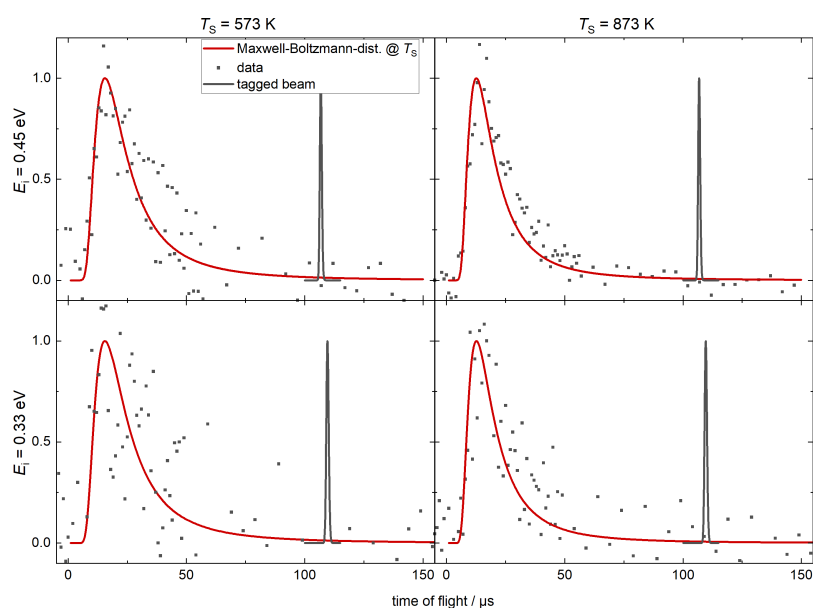 T_S = 573 K
T_S = 873 K
Maxwell-Boltzmann-dist. @ T_S
data
tagged beam
E_i = 0.45 eV
1.0
0.5
0.0
E_i = 0.33 eV
1.0
0.5
0.0
0 50 100 150 0 50 100 150
time of flight / µs